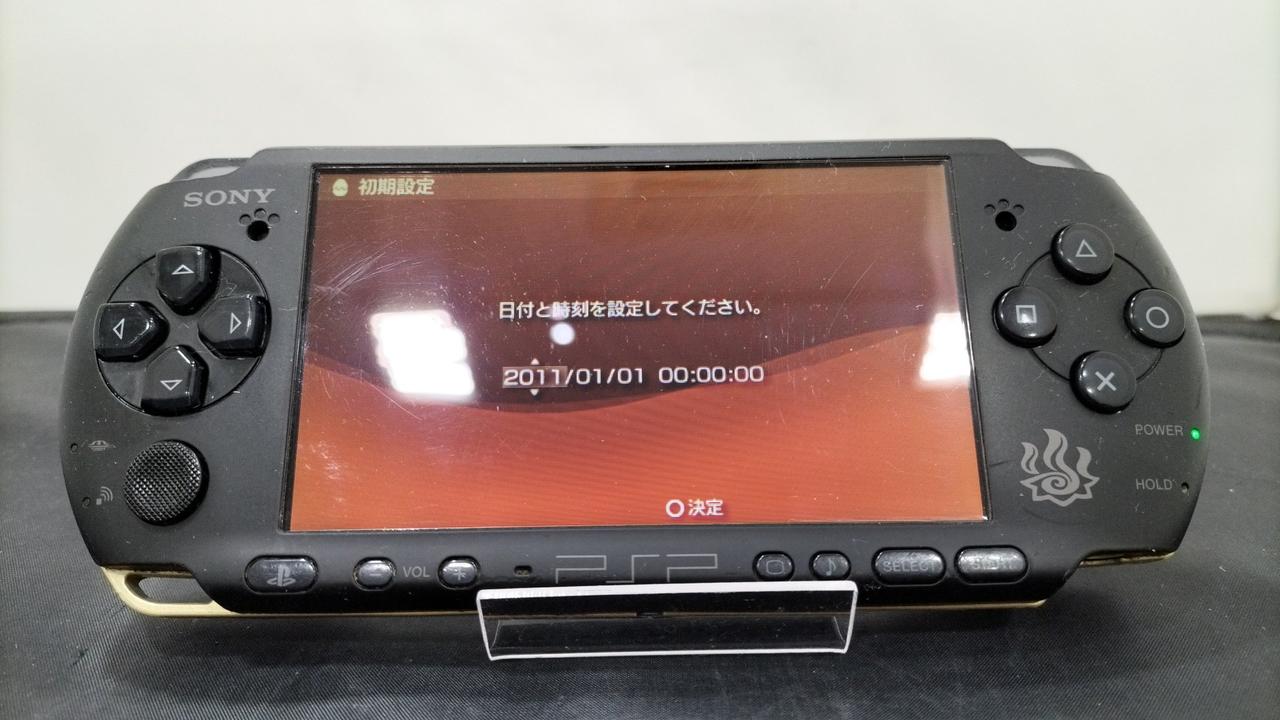 SONY
初期設定
日付と時刻を設定してください。
2011/01/01 00:00:00
決定
POWER
HOLD
VOL
PSP
SELECT
START